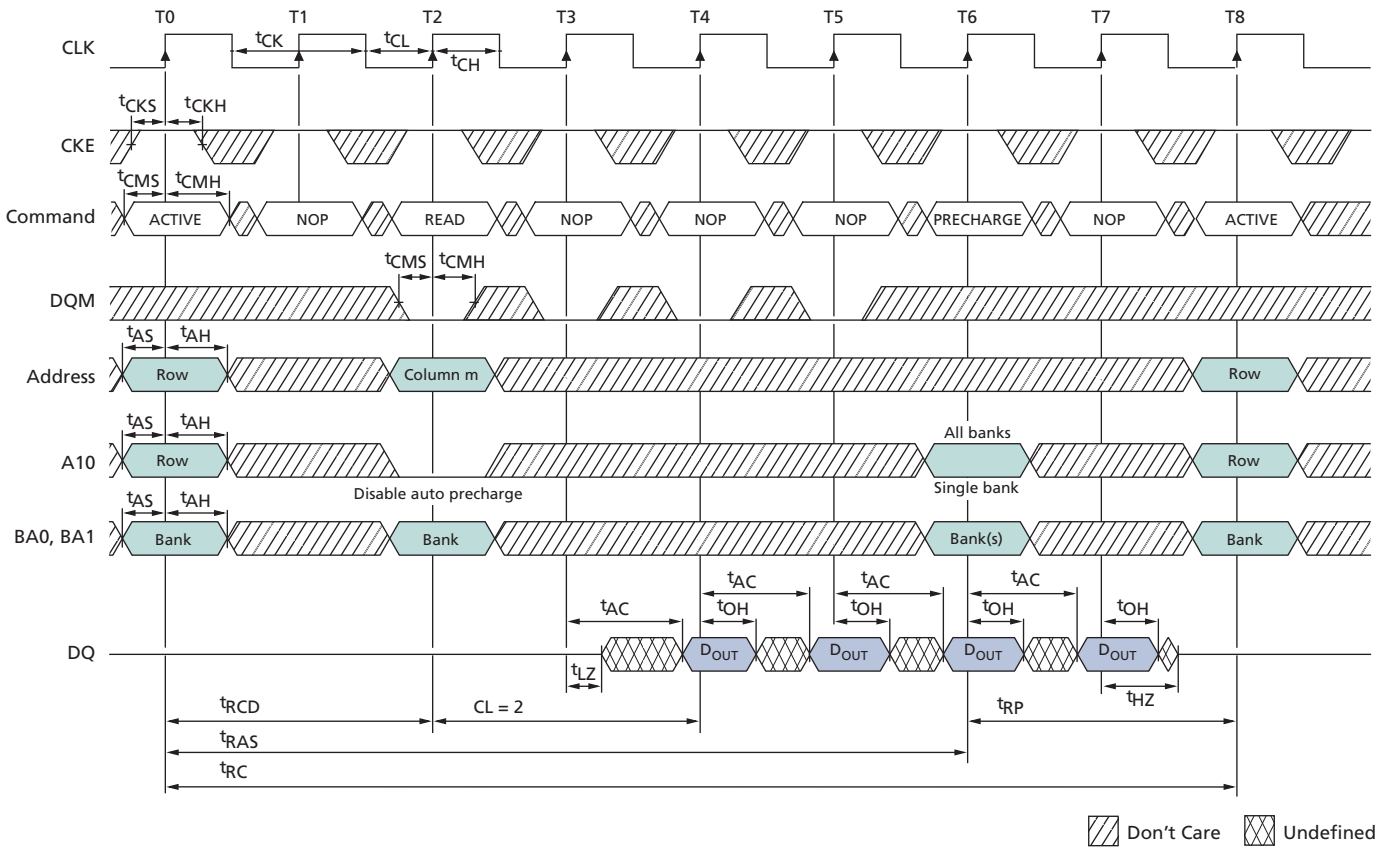 T0 T1 T2 T3 T4 T5 T6 T7 T8
CLK
tCK tCL
tCH
tCKS tCKH
CKE
tCMS tCMH
Command ACTIVE NOP READ NOP NOP NOP PRECHARGE NOP ACTIVE
tCMS tCMH
DQM
tAS tAH
Address Row Column m Row
tAS tAH All banks
A10 Row Row
Disable auto precharge Single bank
tAS tAH
BA0, BA1 Bank Bank Bank(s) Bank
tAC tAC tAC tAC
tOH tOH tOH tOH
DQ DOUT DOUT DOUT DOUT
tLZ tHZ
tRCD CL = 2 tRP
tRAS
tRC
Don't Care Undefined